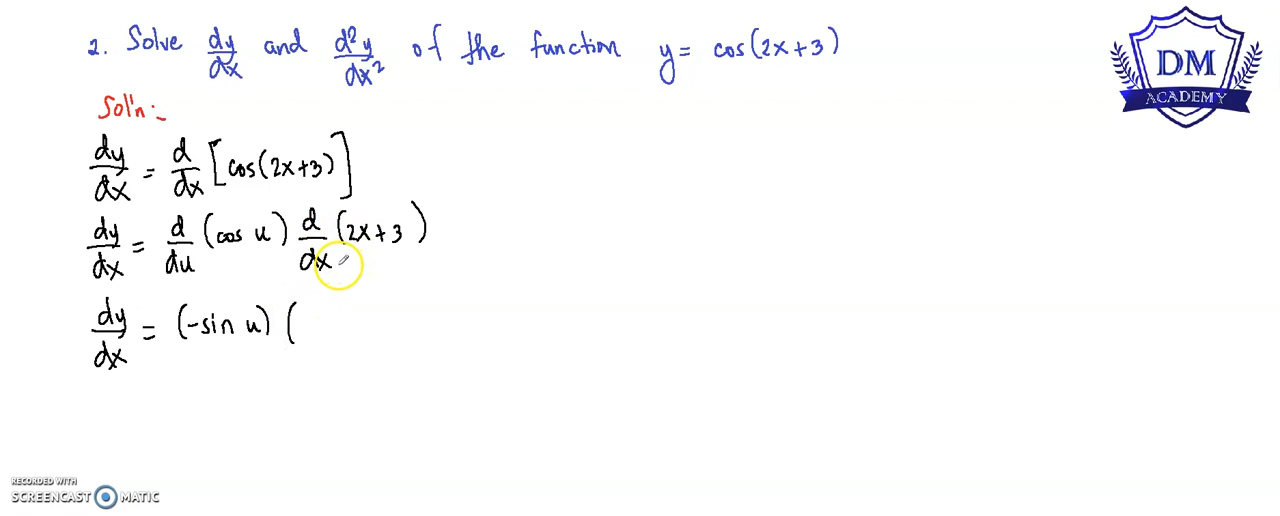 2. Solve dy/dx and d²y/dx² of the function y = cos(2x+3)
DM
ACADEMY
Sol'n:
dy/dx = d/dx [cos(2x+3)]
dy/dx = d/du (cos u) d/dx (2x+3)
dy/dx = (-sin u) (
RECORDED WITH
SCREENCAST MATIC